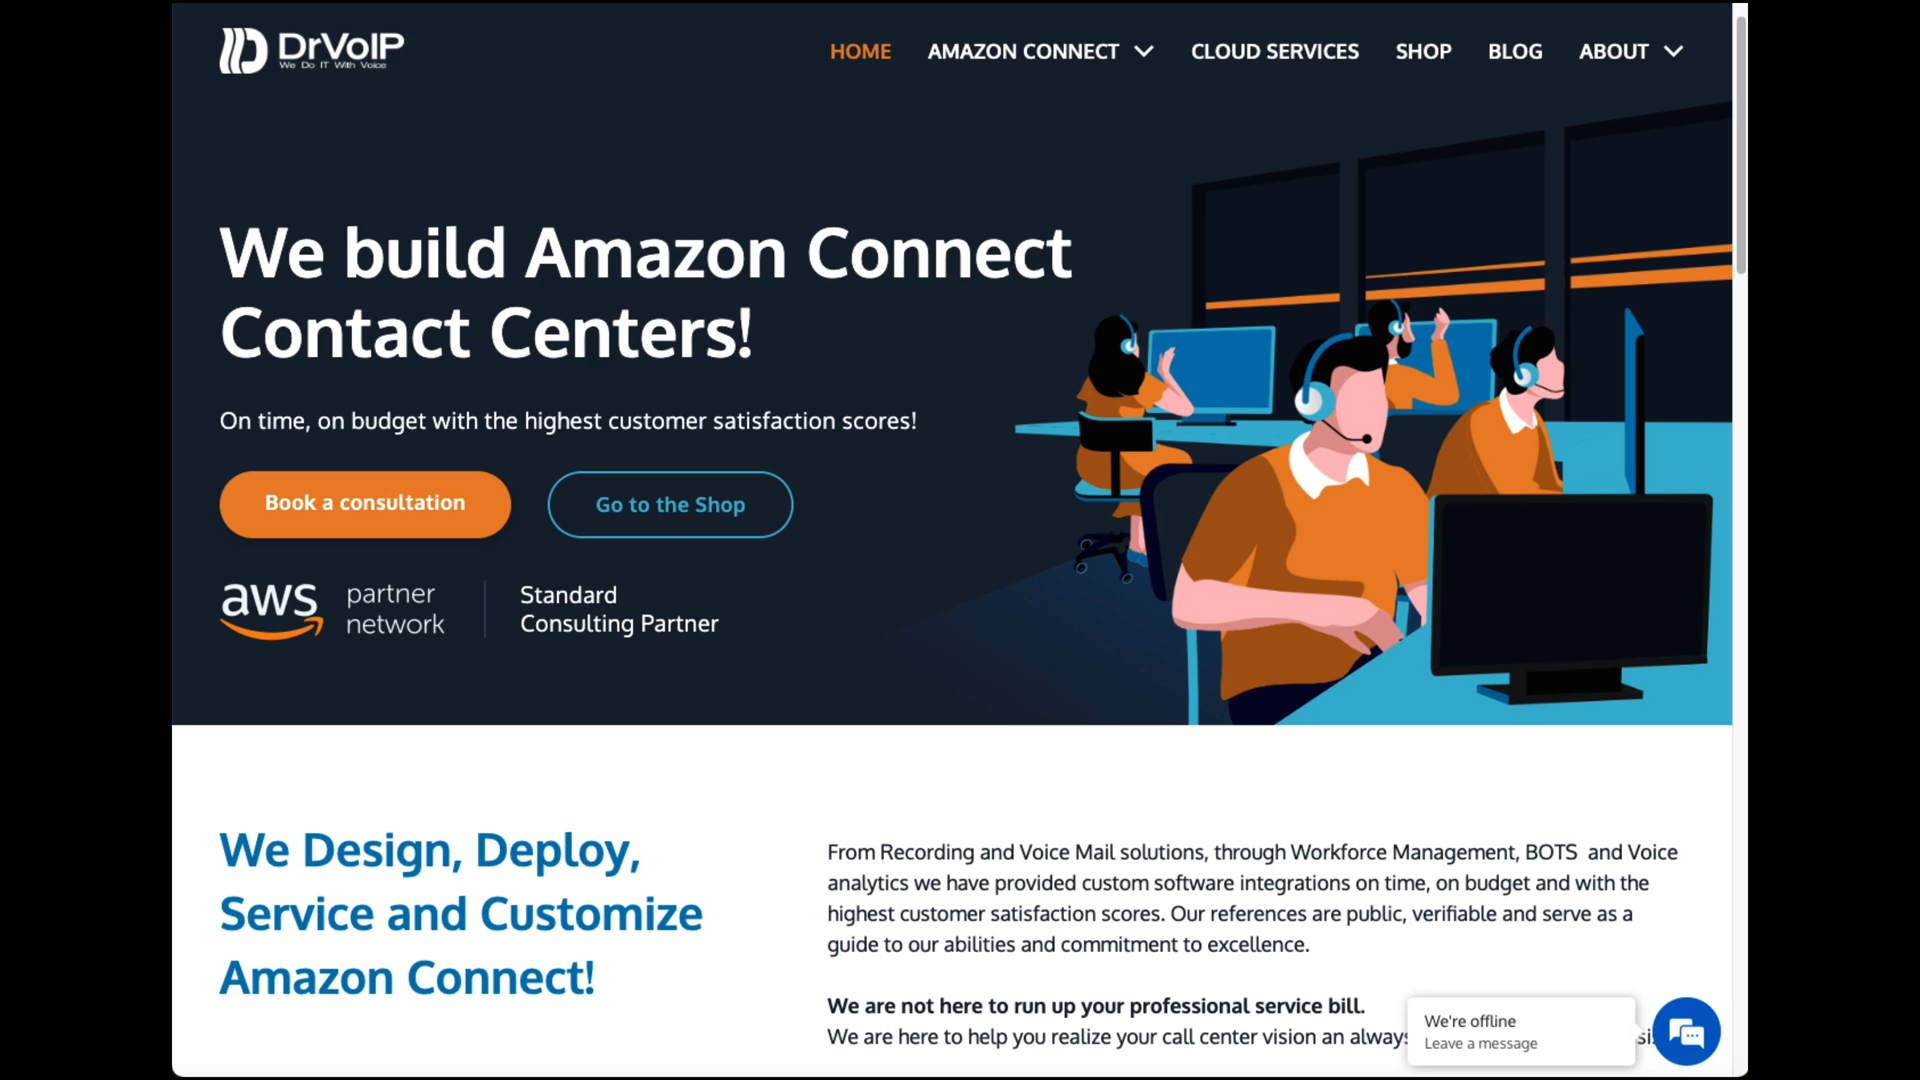 DrVoIP
We Do IT With Voice
HOME
AMAZON CONNECT
CLOUD SERVICES
SHOP
BLOG
ABOUT
We build Amazon Connect
Contact Centers!
On time, on budget with the highest customer satisfaction scores!
Book a consultation
Go to the Shop
aws
partner
network
Standard
Consulting Partner
We Design, Deploy,
Service and Customize
Amazon Connect!
From Recording and Voice Mail solutions, through Workforce Management, BOTS and Voice
analytics we have provided custom software integrations on time, on budget and with the
highest customer satisfaction scores. Our references are public, verifiable and serve as a
guide to our abilities and commitment to excellence.
We are not here to run up your professional service bill.
We are here to help you realize your call center vision an always
We're offline
Leave a message